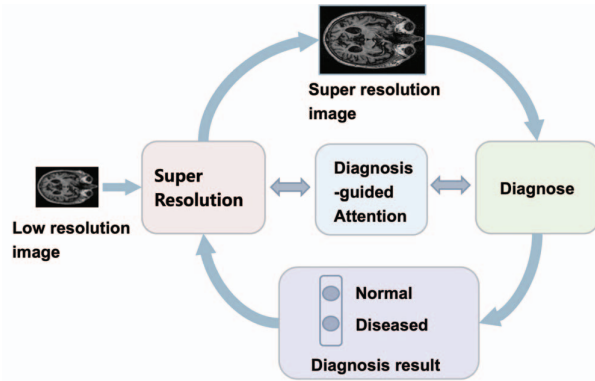 Super resolution
image
Low resolution
image
Super
Resolution
Diagnosis
-guided
Attention
Diagnose
Normal
Diseased
Diagnosis result